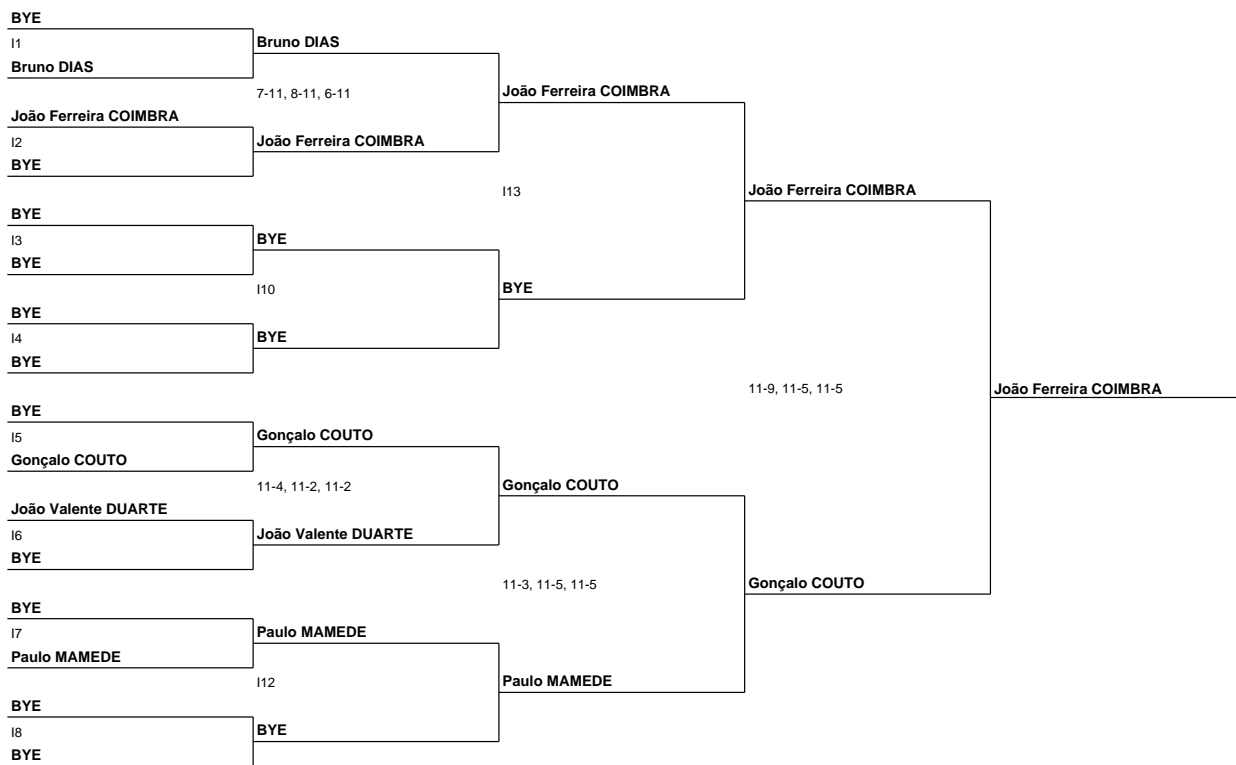 BYE
I1
Bruno DIAS
Bruno DIAS
7-11, 8-11, 6-11
João Ferreira COIMBRA
João Ferreira COIMBRA
I2
João Ferreira COIMBRA
BYE
I13
João Ferreira COIMBRA
BYE
I3
BYE
BYE
I10
BYE
BYE
I4
BYE
BYE
11-9, 11-5, 11-5
João Ferreira COIMBRA
BYE
I5
Gonçalo COUTO
Gonçalo COUTO
11-4, 11-2, 11-2
Gonçalo COUTO
João Valente DUARTE
I6
João Valente DUARTE
BYE
11-3, 11-5, 11-5
Gonçalo COUTO
BYE
I7
Paulo MAMEDE
Paulo MAMEDE
I12
Paulo MAMEDE
BYE
I8
BYE
BYE